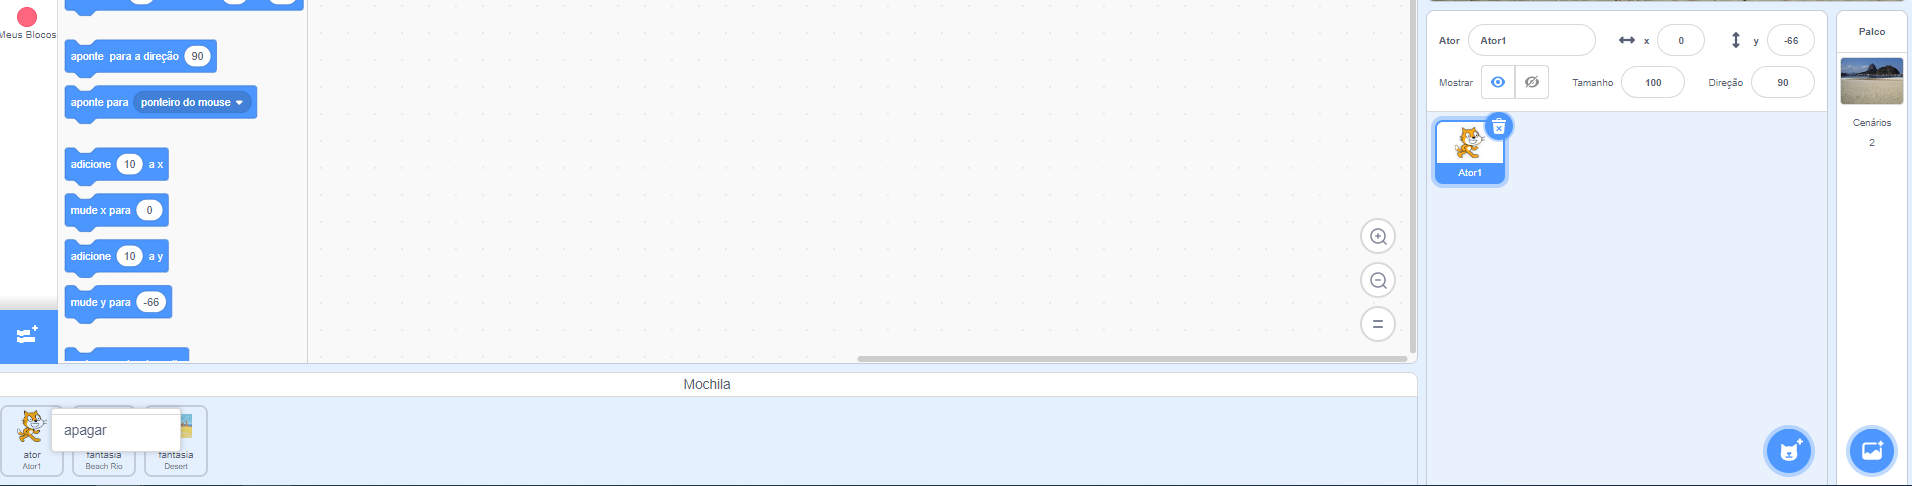 Meus Blocos
aponte para a direção 90
aponte para ponteiro do mouse
adicione 10 a x
mude x para 0
adicione 10 a y
mude y para -66
Mochila
apagar
ator
Ator1
fantasia
Beach Rio
fantasia
Desert
Ator Ator1 x 0 y -66
Mostrar Tamanho 100 Direção 90
Ator1
Palco
Cenários
2